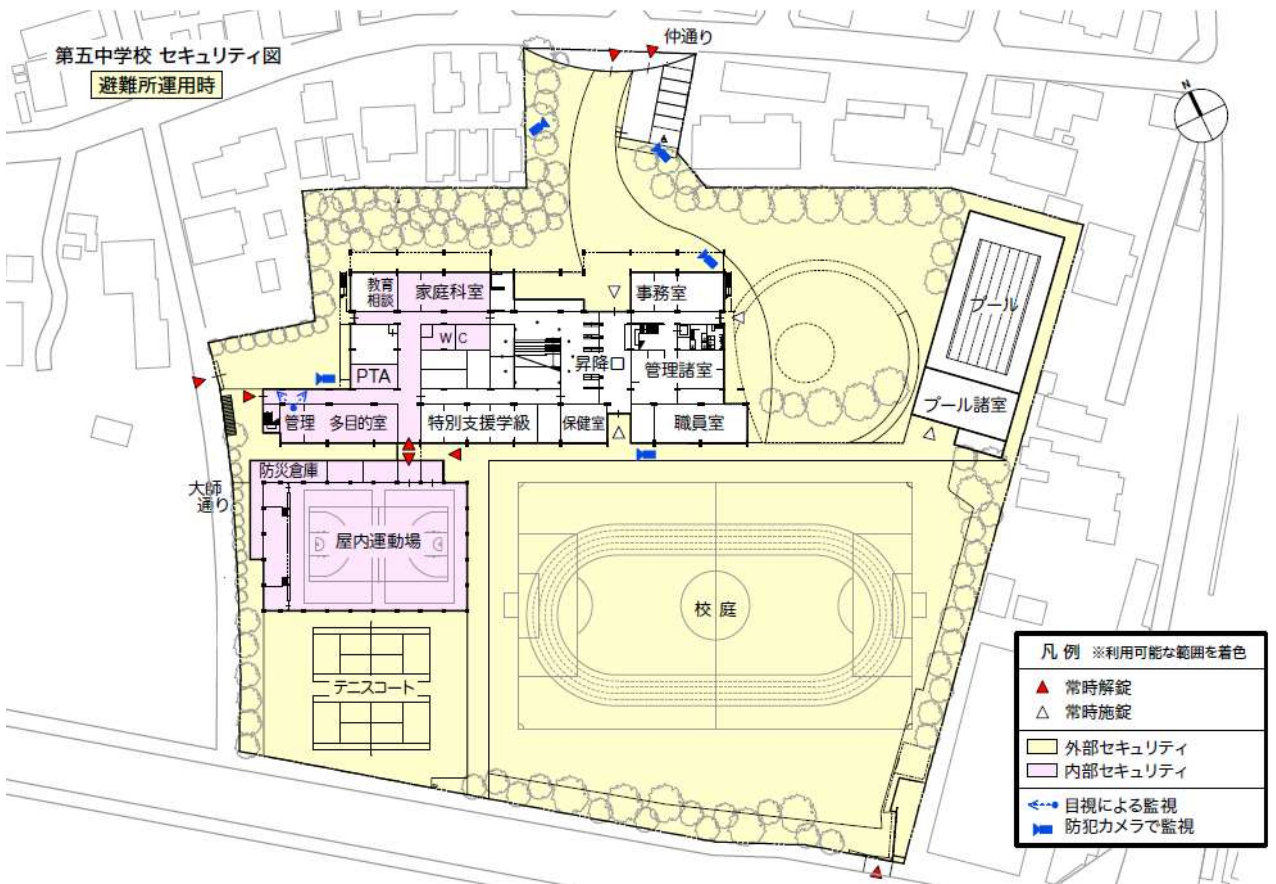 第五中学校 セキュリティ図
避難所運用時
仲通り
N
教育
相談
家庭科室
事務室
プール
WC
昇降口
管理諸室
PTA
プール諸室
管理
多目的室
特別支援学級
保健室
職員室
防災倉庫
大師
通り
屋内運動場
校庭
テニスコート
凡例 ※利用可能な範囲を着色
常時解錠
常時施錠
外部セキュリティ
内部セキュリティ
目視による監視
防犯カメラで監視